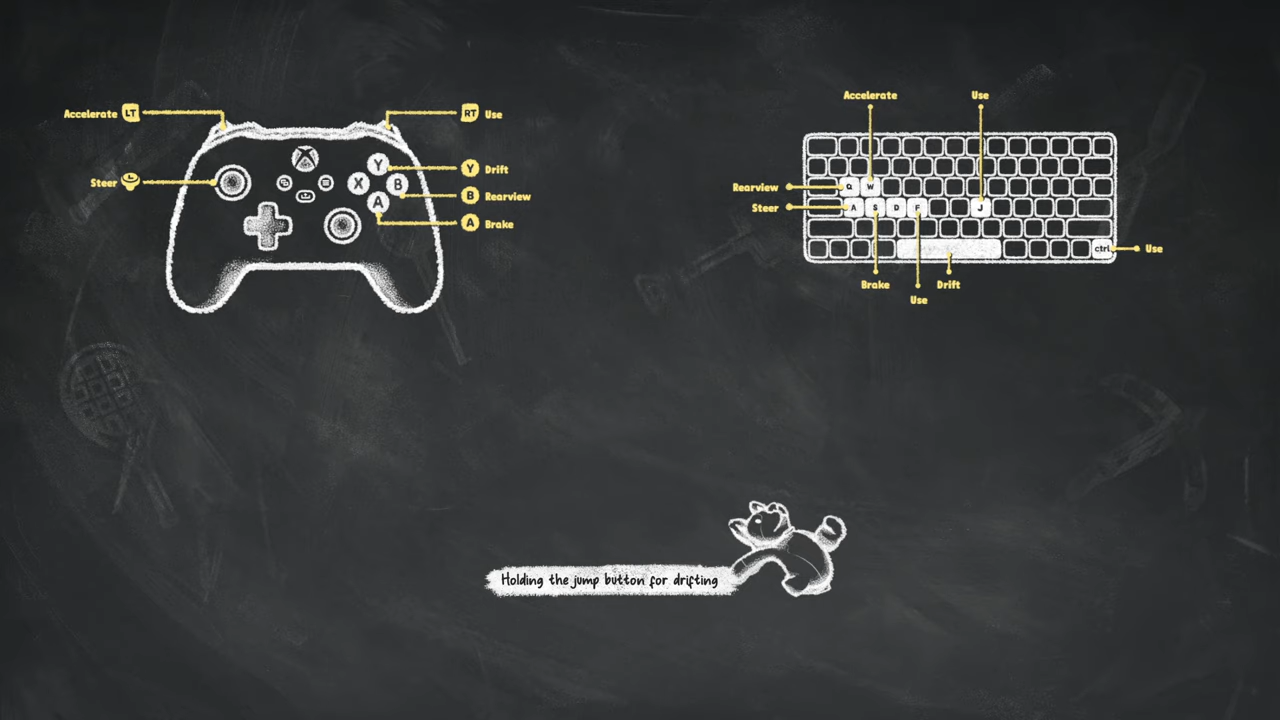 Accelerate LT
RT Use
Steer L
Y Drift
B Rearview
A Brake
Y
X
B
A
Accelerate
Use
Rearview
Q
W
Steer
A
S
D
F
J
ctrl
Use
Brake
Drift
Use
Holding the jump button for drifting